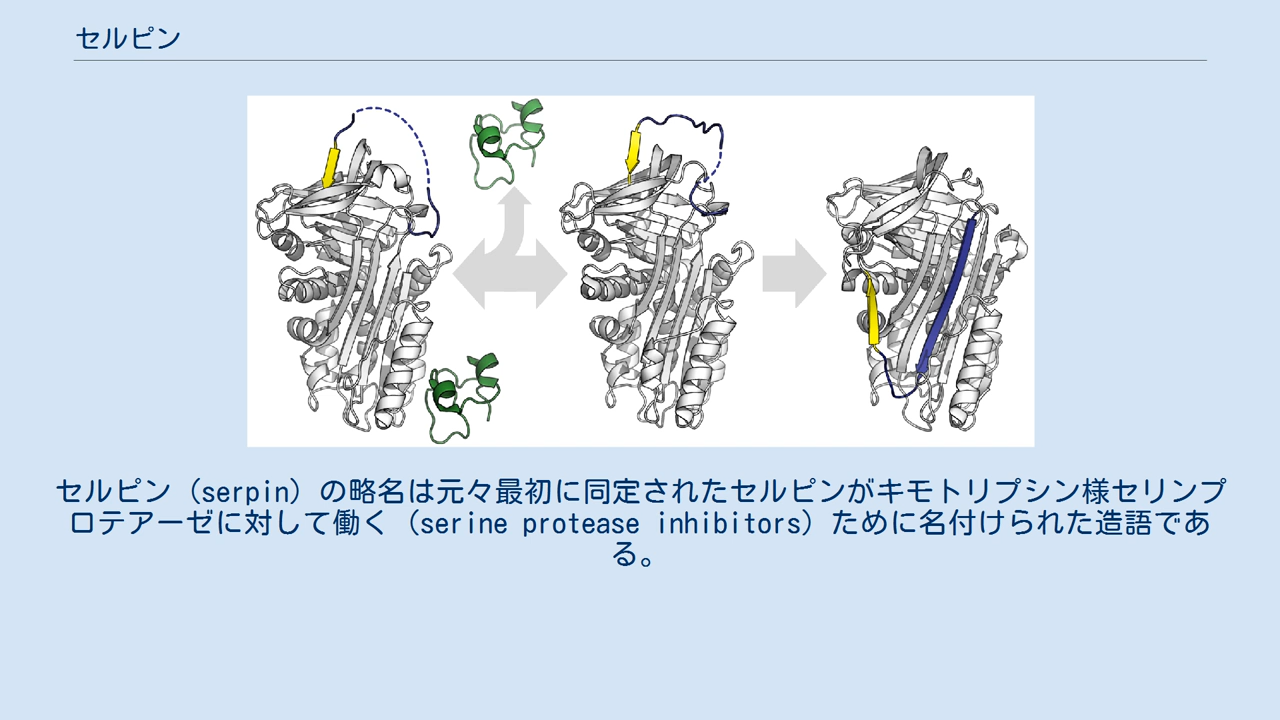 セルピン
セルピン（serpin）の略名は元々最初に同定されたセルピンがキモトリプシン様セリンプ
ロテアーゼに対して働く（serine protease inhibitors）ために名付けられた造語であ
る。